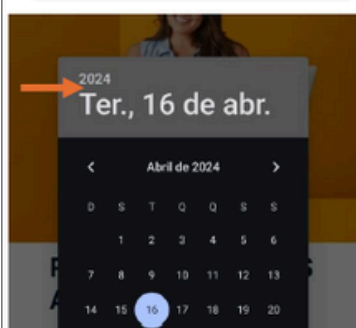 2024
Ter., 16 de abr.
Abril de 2024
D S T Q Q S S
1 2 3 4 5 6
7 8 9 10 11 12 13
14 15 16 17 18 19 20